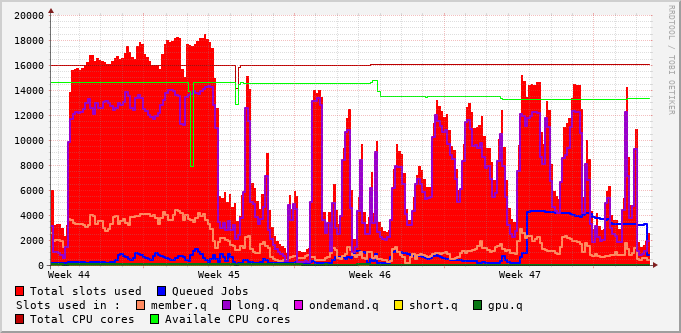 20000
18000
16000
14000
12000
10000
8000
6000
4000
2000
0
Week 44 Week 45 Week 46 Week 47
Total slots used Queued Jobs
Slots used in : member.q long.q ondemand.q short.q gpu.q
Total CPU cores Availale CPU cores
RRDTOOL / TOBI OETIKER